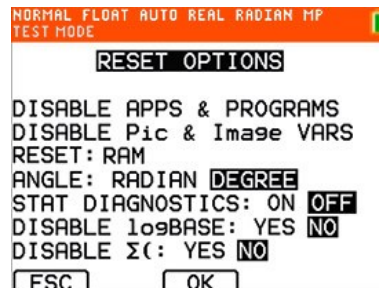 NORMAL FLOAT AUTO REAL RADIAN MP
TEST MODE
RESET OPTIONS
DISABLE APPS & PROGRAMS
DISABLE Pic & Image VARS
RESET: RAM
ANGLE: RADIAN DEGREE
STAT DIAGNOSTICS: ON OFF
DISABLE logBASE: YES NO
DISABLE Σ(: YES NO
ESC OK